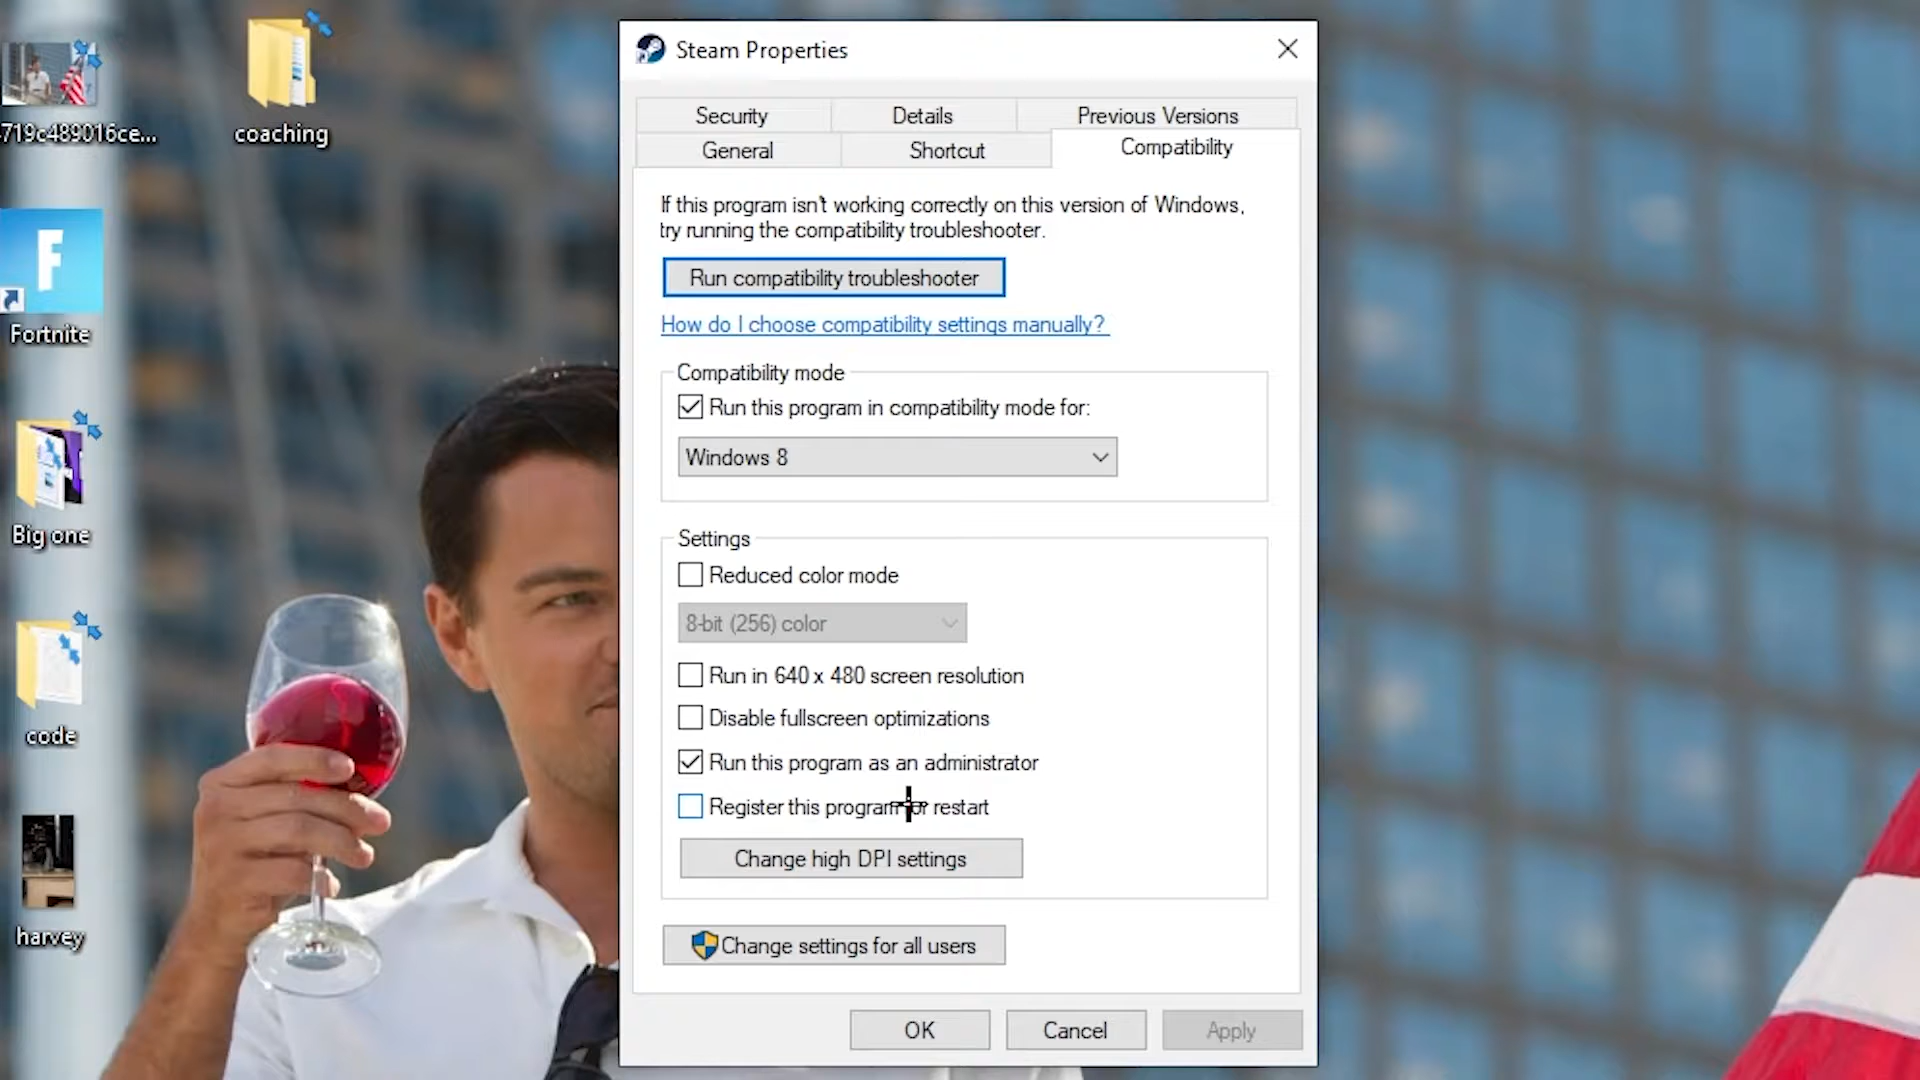 719c489016ce...
coaching
F
Fortnite
Big one
code
harvey
Steam Properties
Security
Details
Previous Versions
General
Shortcut
Compatibility
If this program isn't working correctly on this version of Windows,
try running the compatibility troubleshooter.
Run compatibility troubleshooter
How do I choose compatibility settings manually?
Compatibility mode
Run this program in compatibility mode for:
Windows 8
Settings
Reduced color mode
8-bit (256) color
Run in 640 x 480 screen resolution
Disable fullscreen optimizations
Run this program as an administrator
Register this program for restart
Change high DPI settings
Change settings for all users
OK
Cancel
Apply